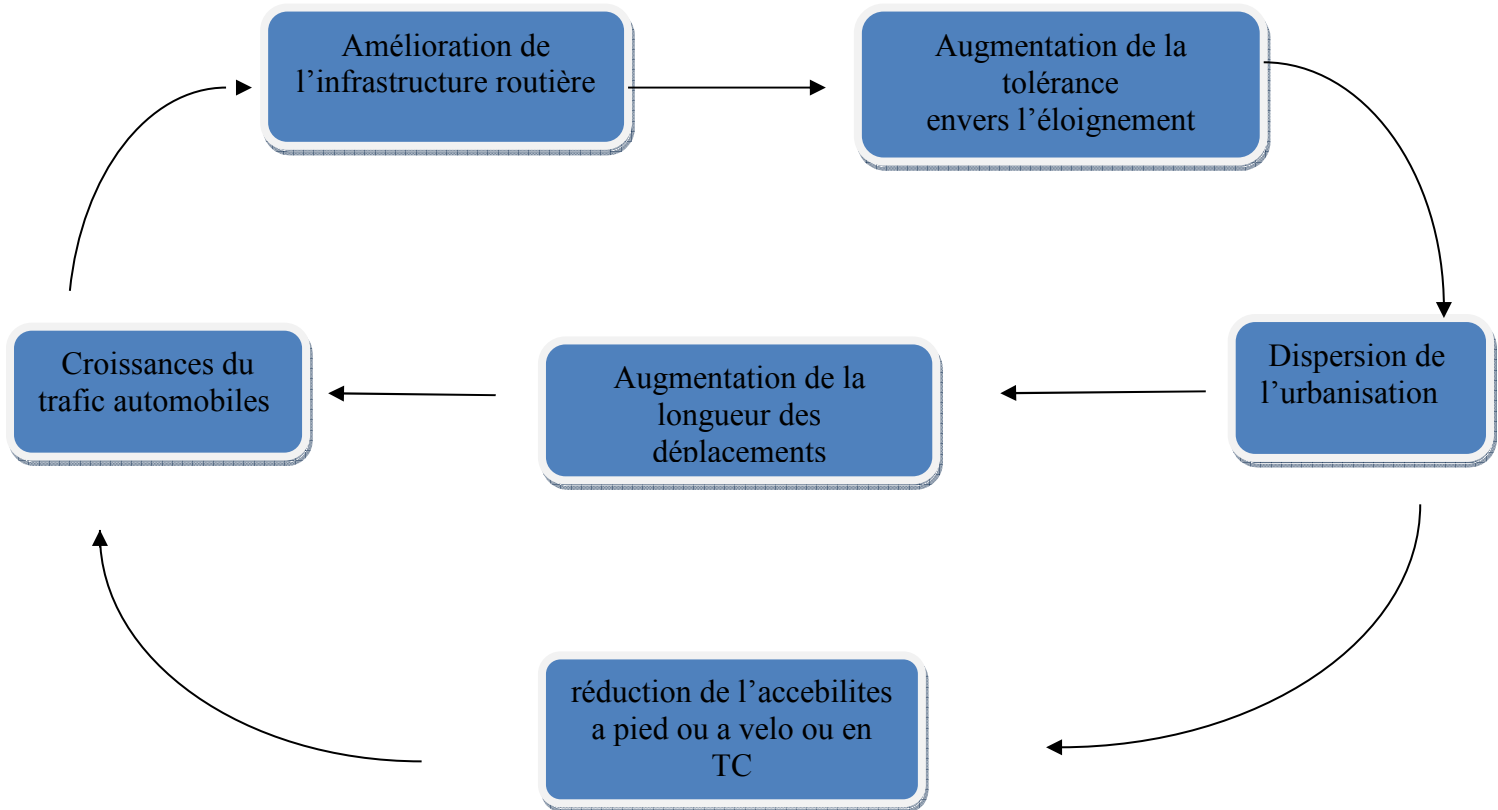 Amélioration de
l’infrastructure routière
Augmentation de la
tolérance
envers l’éloignement
Croissances du
trafic automobiles
Augmentation de la
longueur des
déplacements
Dispersion de
l’urbanisation
réduction de l’accebilites
a pied ou a velo ou en
TC